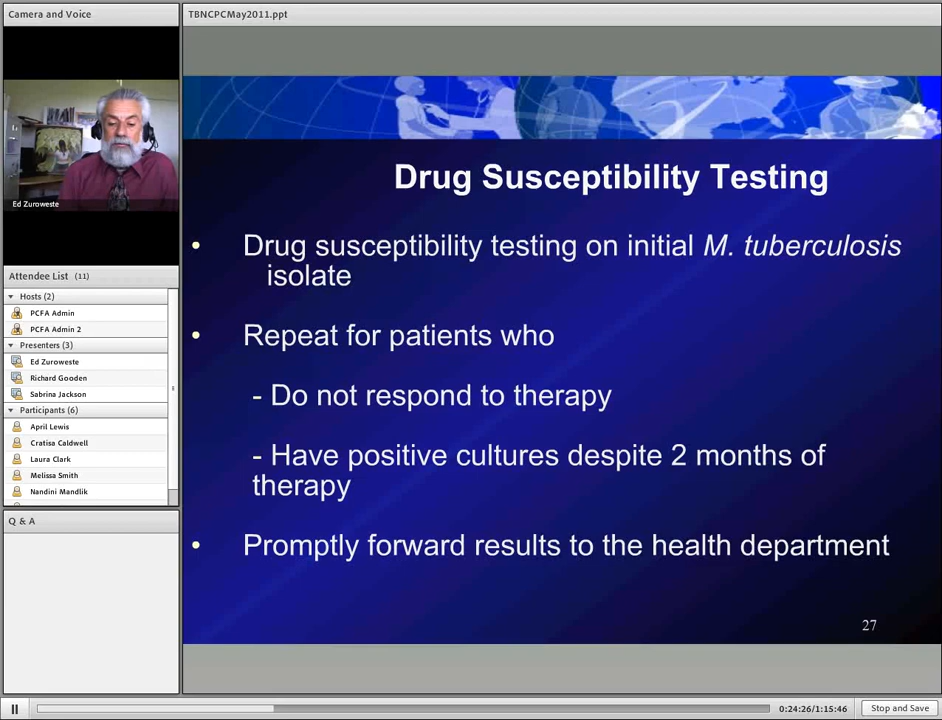 Camera and Voice
TBNCPCMay2011.ppt
Ed Zuroweste
Attendee List (11)
Hosts (2)
PCFA Admin
PCFA Admin 2
Presenters (3)
Ed Zuroweste
Richard Gooden
Sabrina Jackson
Participants (6)
April Lewis
Cratisa Caldwell
Laura Clark
Melissa Smith
Nandini Mandlik
Q & A
Drug Susceptibility Testing
• Drug susceptibility testing on initial M. tuberculosis
isolate
• Repeat for patients who
- Do not respond to therapy
- Have positive cultures despite 2 months of
therapy
• Promptly forward results to the health department
27
0:24:26/1:15:46
Stop and Save